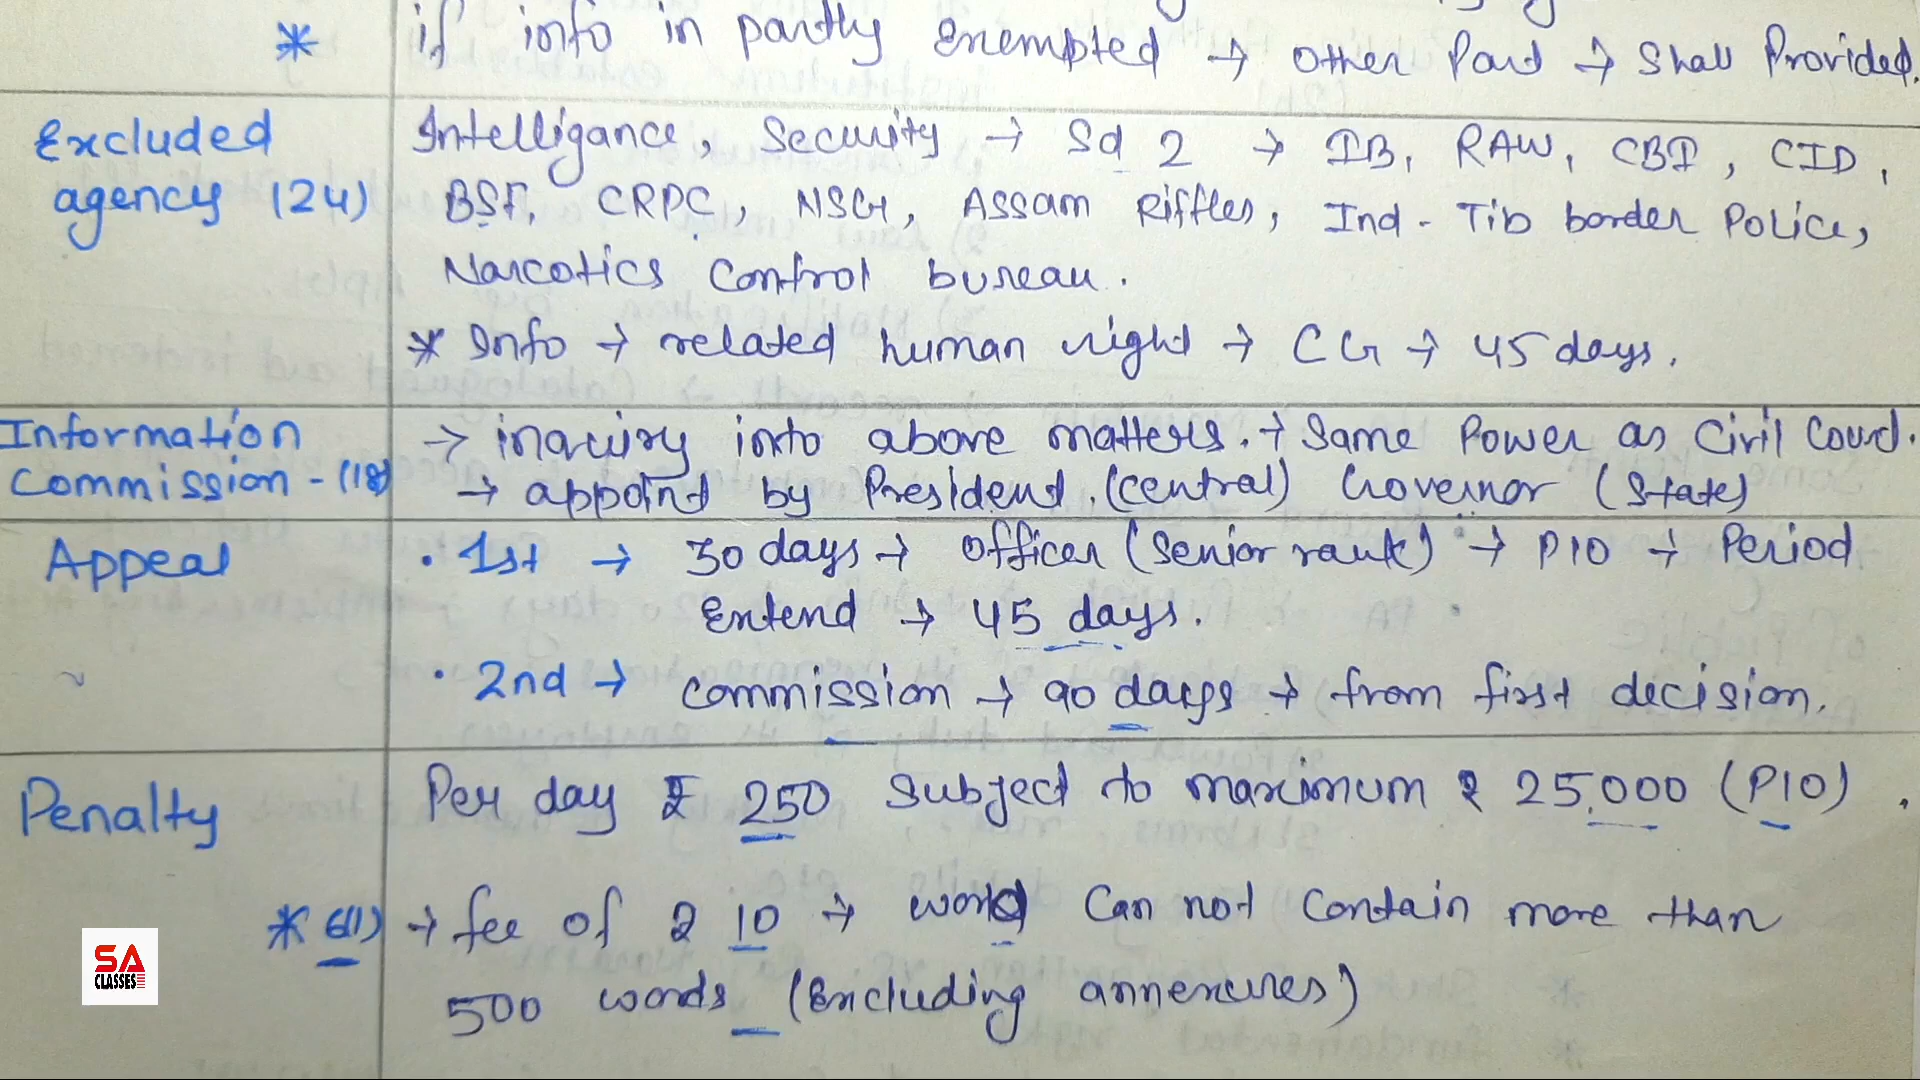 * if info in partly Exempted → Other Part → Shall Provided.
Excluded agency (24)
Intelligance, Security → Sd 2 → IB, RAW, CBI, CID,
BSF, CRPC, NSG, Assam Riffles, Ind - Tib border Police,
Narcotics Control bureau.
* Info → related human right → CG → 45 days.
Information Commission - (18)
→ inquiry into above matters. → Same Power as Civil Court.
→ appoint by President. (Central) Governor (State)
Appeal
• 1st → 30 days → Officer (Senior rank) → PIO → Period
Extend → 45 days.
• 2nd → Commission → 90 days → from first decision.
Penalty
Per day ₹ 250 Subject to maximum ₹ 25,000 (PIO).
* 6(1) → fee of ₹ 10 → word Can not Contain more than
500 words (Excluding annexures)
SA
CLASSES